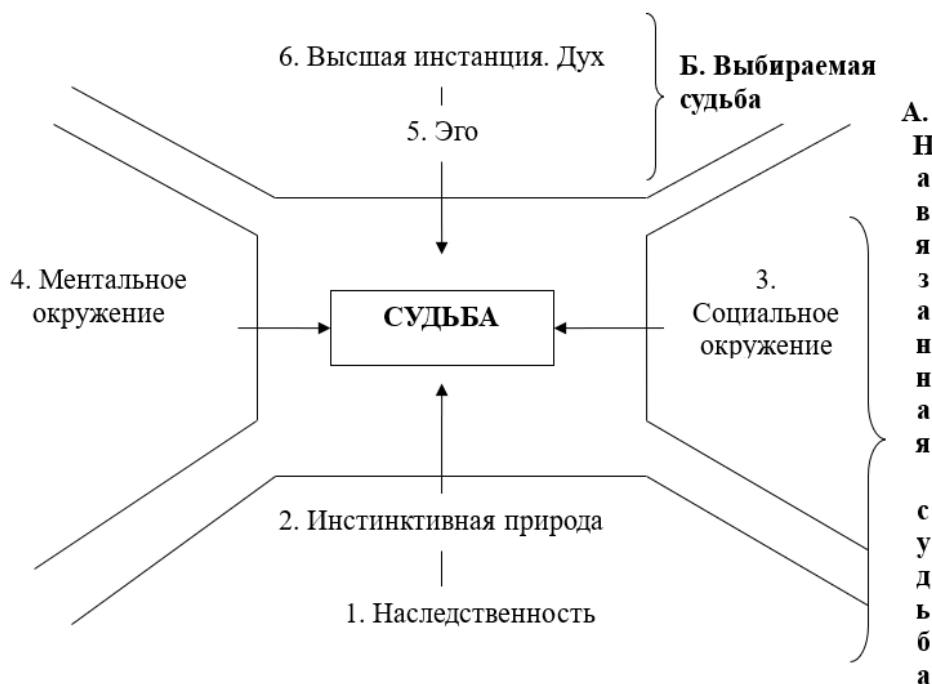 6. Высшая инстанция. Дух
5. Эго
Б. Выбираемая
судьба
4. Ментальное
окружение
СУДЬБА
3.
Социальное
окружение
2. Инстинктивная природа
1. Наследственность
А.
Н
а
в
я
з
а
н
н
а
я
с
у
д
ь
б
а